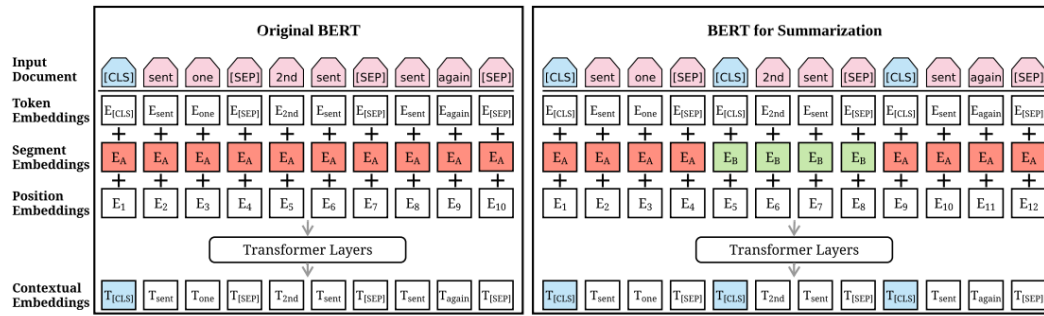 Original BERT
BERT for Summarization
Input
Document
[CLS] sent one [SEP] 2nd sent [SEP] sent again [SEP]
[CLS] sent one [SEP] [CLS] 2nd sent [SEP] [CLS] sent again [SEP]
Token
Embeddings
E[CLS] Esent Eone E[SEP] E2nd Esent E[SEP] Esent Eagain E[SEP]
E[CLS] Esent Eone E[SEP] E[CLS] E2nd Esent E[SEP] E[CLS] Esent Eagain E[SEP]
+ + + + + + + + + +
+ + + + + + + + + + + +
Segment
Embeddings
EA EA EA EA EA EA EA EA EA EA
EA EA EA EA EB EB EB EB EA EA EA EA
+ + + + + + + + + +
+ + + + + + + + + + + +
Position
Embeddings
E1 E2 E3 E4 E5 E6 E7 E8 E9 E10
E1 E2 E3 E4 E5 E6 E7 E8 E9 E10 E11 E12
Transformer Layers
Transformer Layers
Contextual
Embeddings
T[CLS] Tsent Tone T[SEP] T2nd Tsent T[SEP] Tsent Tagain T[SEP]
T[CLS] Tsent Tone T[SEP] T[CLS] T2nd Tsent T[SEP] T[CLS] Tsent Tagain T[SEP]